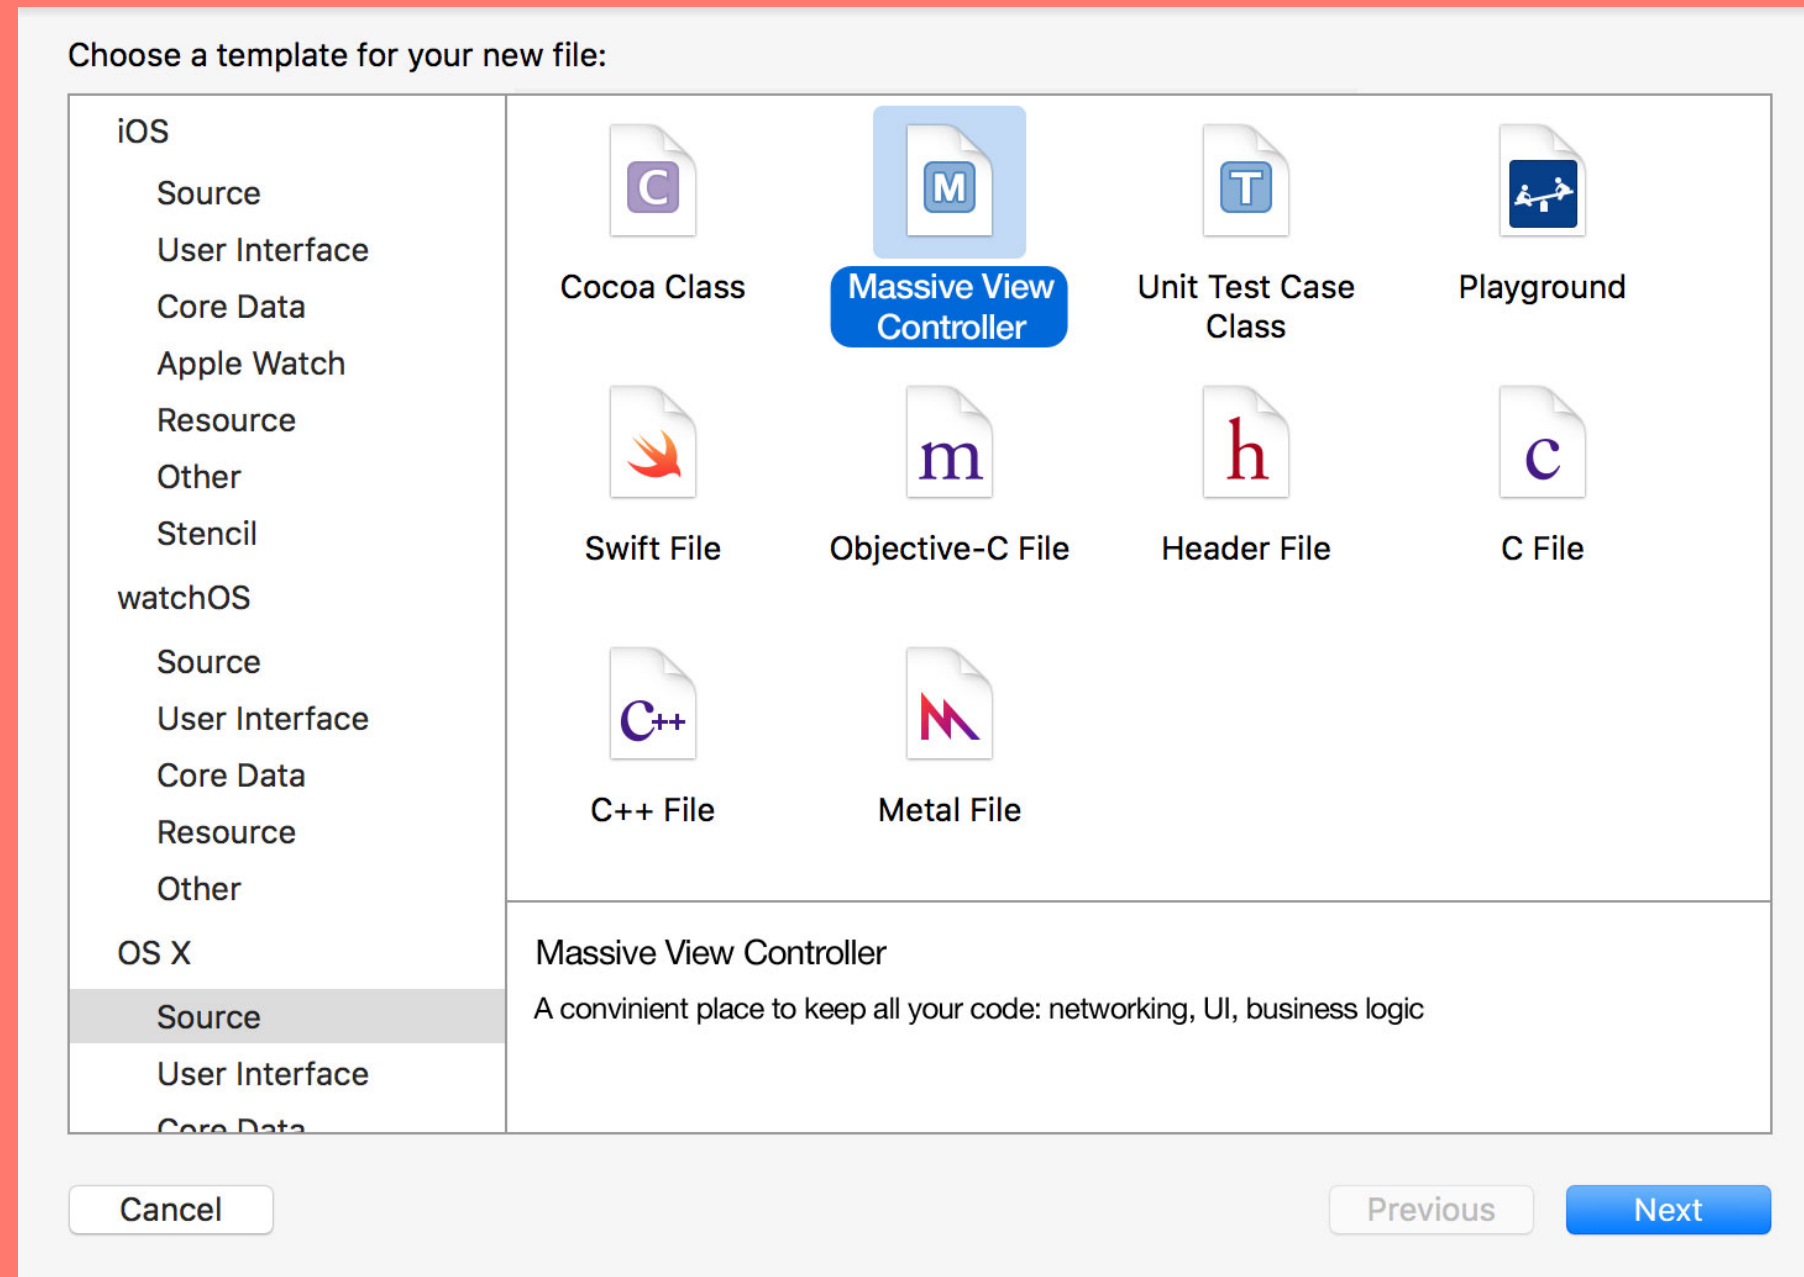 Choose a template for your new file:
iOS
Source
User Interface
Core Data
Apple Watch
Resource
Other
Stencil
watchOS
Source
User Interface
Core Data
Resource
Other
OS X
Source
User Interface
Core Data
C
M
T
Cocoa Class
Massive View
Controller
Unit Test Case
Class
Playground
m
h
c
Swift File
Objective-C File
Header File
C File
C++
C++ File
Metal File
Massive View Controller
A convinient place to keep all your code: networking, UI, business logic
Cancel
Previous
Next